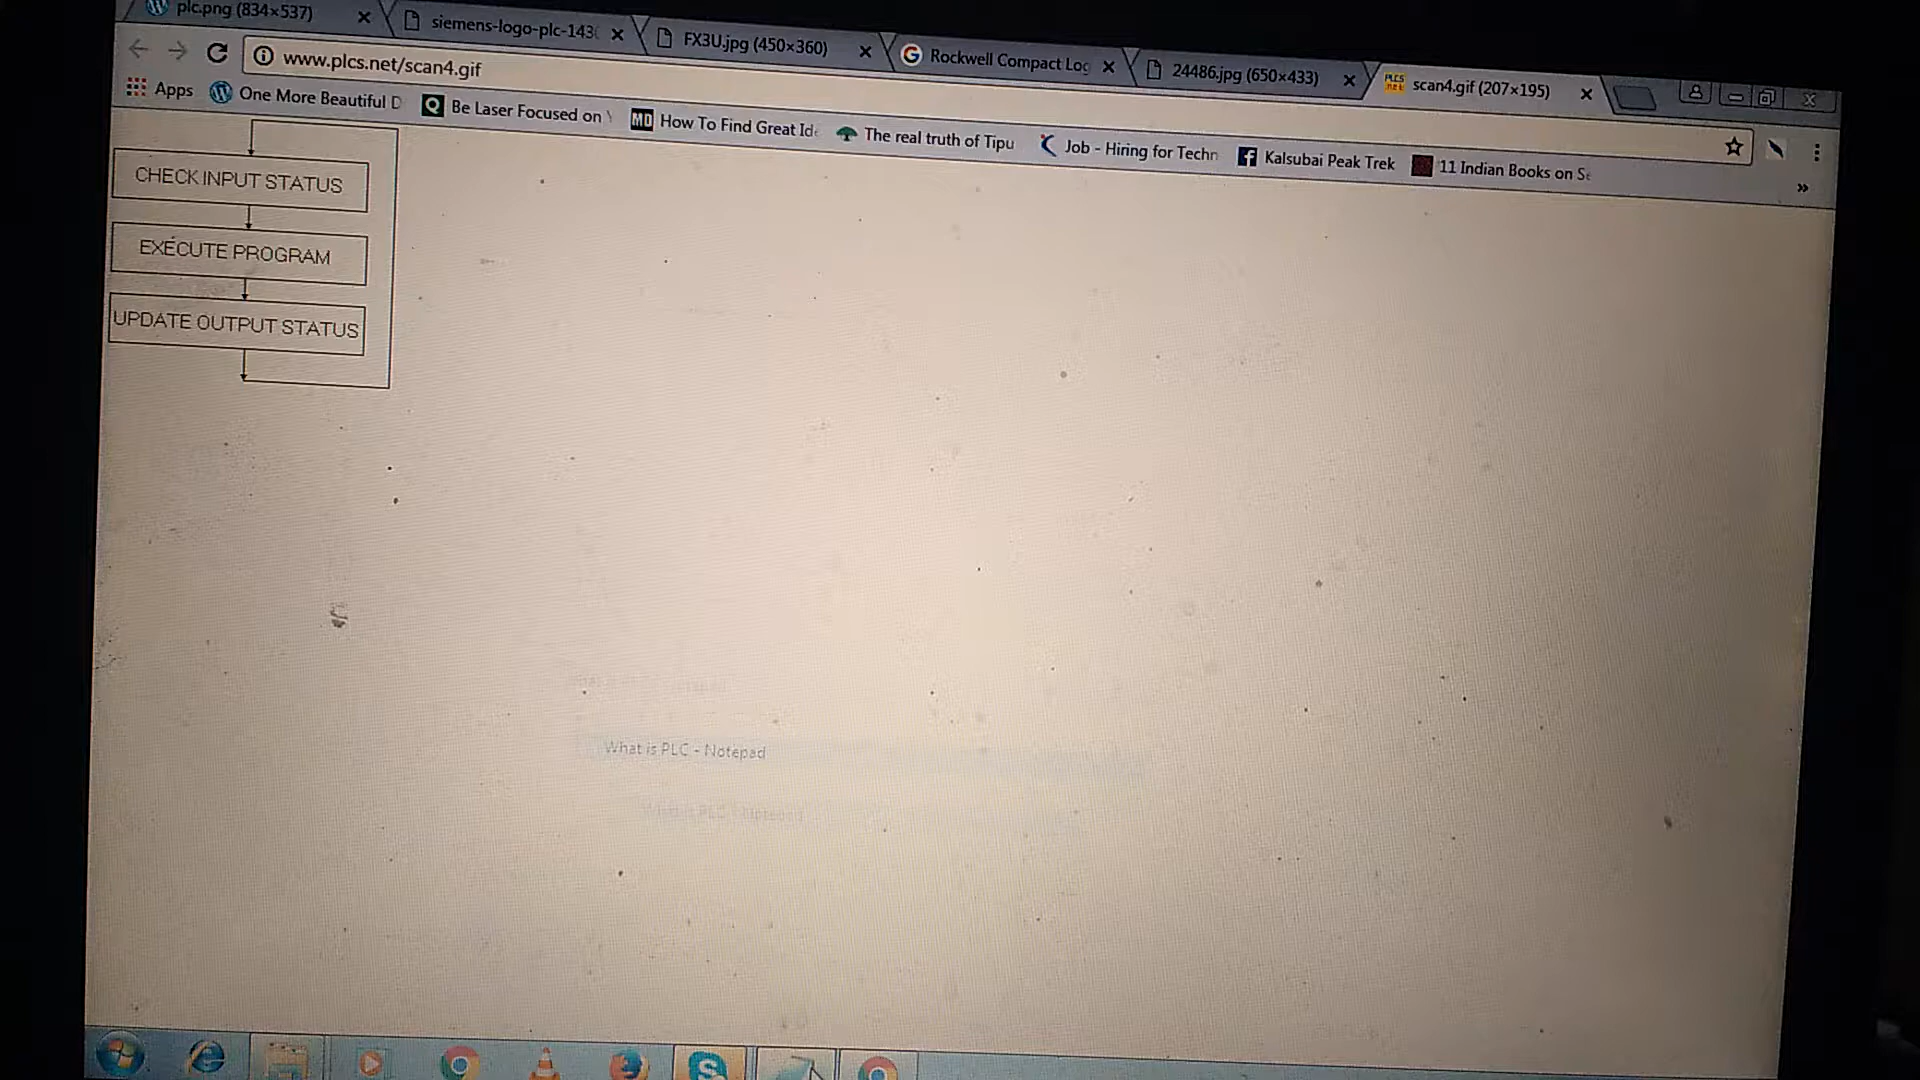 plc.png (834×537)
siemens-logo-plc-143
FX3U.jpg (450×360)
Rockwell Compact Log
24486.jpg (650×433)
scan4.gif (207×195)
www.plcs.net/scan4.gif
Apps
One More Beautiful D
Be Laser Focused on Y
How To Find Great Ide
The real truth of Tipu
Job - Hiring for Techn
Kalsubai Peak Trek
11 Indian Books on Se
CHECK INPUT STATUS
EXECUTE PROGRAM
UPDATE OUTPUT STATUS
What is PLC - Notepad